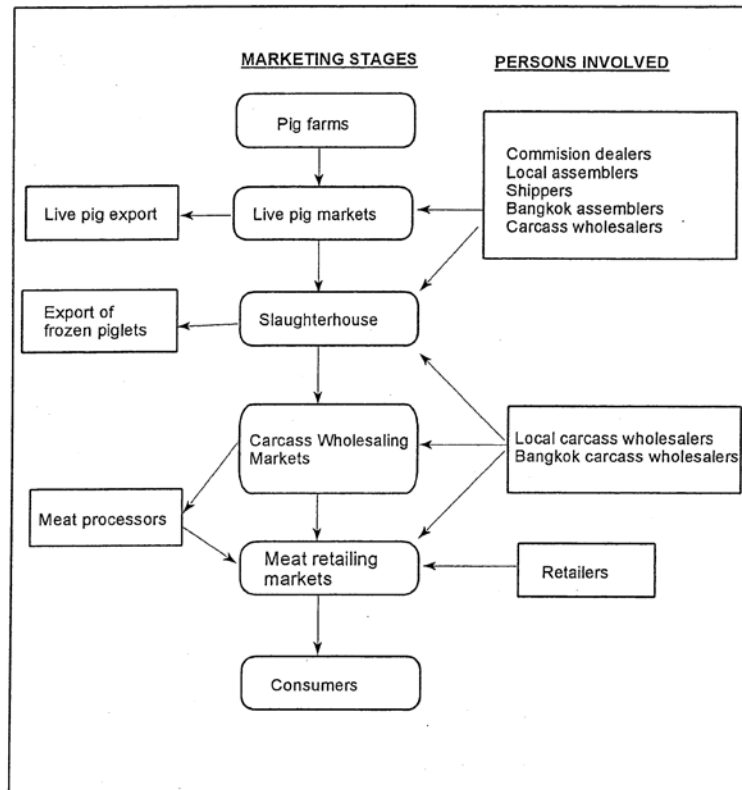 MARKETING STAGES
PERSONS INVOLVED
Pig farms
Commision dealers
Local assemblers
Shippers
Bangkok assemblers
Carcass wholesalers
Live pig export
Live pig markets
Export of
frozen piglets
Slaughterhouse
Carcass Wholesaling
Markets
Local carcass wholesalers
Bangkok carcass wholesalers
Meat processors
Meat retailing
markets
Retailers
Consumers